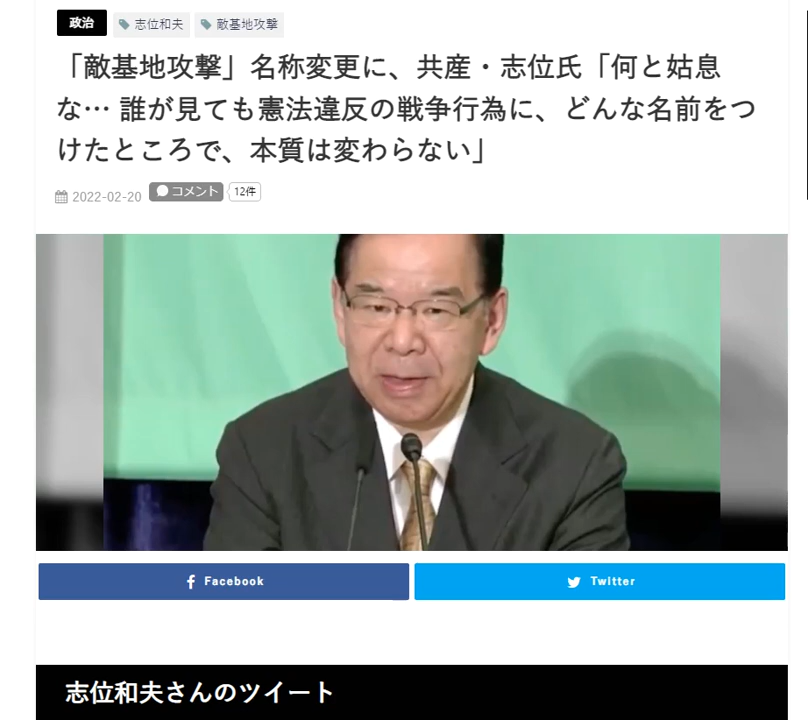 政治 志位和夫 敵基地攻撃
「敵基地攻撃」名称変更に、共産・志位氏「何と姑息
な… 誰が見ても憲法違反の戦争行為に、どんな名前をつ
けたところで、本質は変わらない」
2022-02-20 コメント 12件
Facebook Twitter
志位和夫さんのツイート